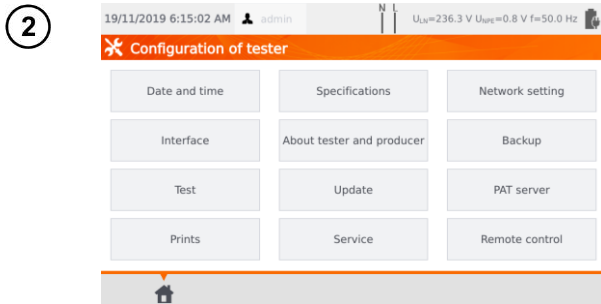 2
19/11/2019 6:15:02 AM admin N L ULN=236.3 V UNPE=0.8 V f=50.0 Hz
Configuration of tester
Date and time Specifications Network setting
Interface About tester and producer Backup
Test Update PAT server
Prints Service Remote control